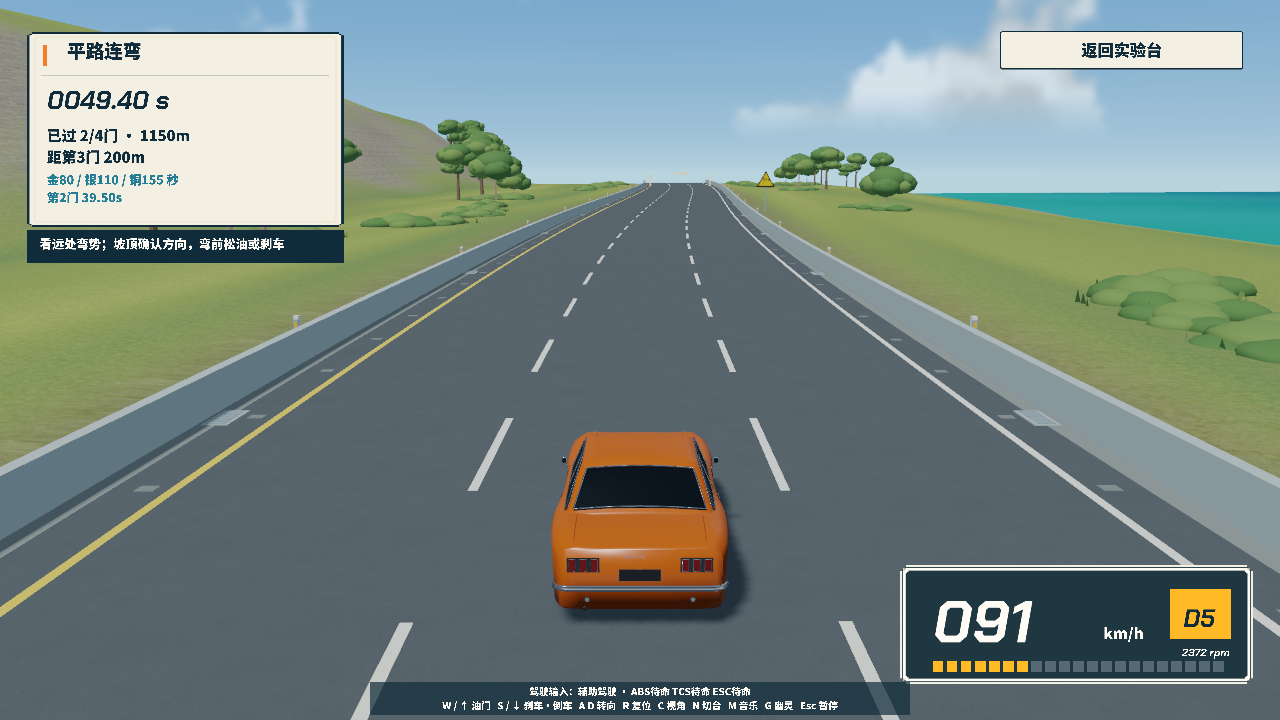 平路连弯
0049.40 s
已过 2/4门 · 1150m
距第3门 200m
金80 / 银110 / 铜155 秒
第2门 39.50s
看远处弯势；坡顶确认方向，弯前松油或刹车
返回实验台
091 km/h D5
2372 rpm
驾驶输入：辅助驾驶 · ABS待命 TCS待命 ESC待命
W / ↑ 油门 S / ↓ 刹车·倒车 A D 转向 R 复位 C 视角 N 切台 M 音乐 G 幽灵 Esc 暂停